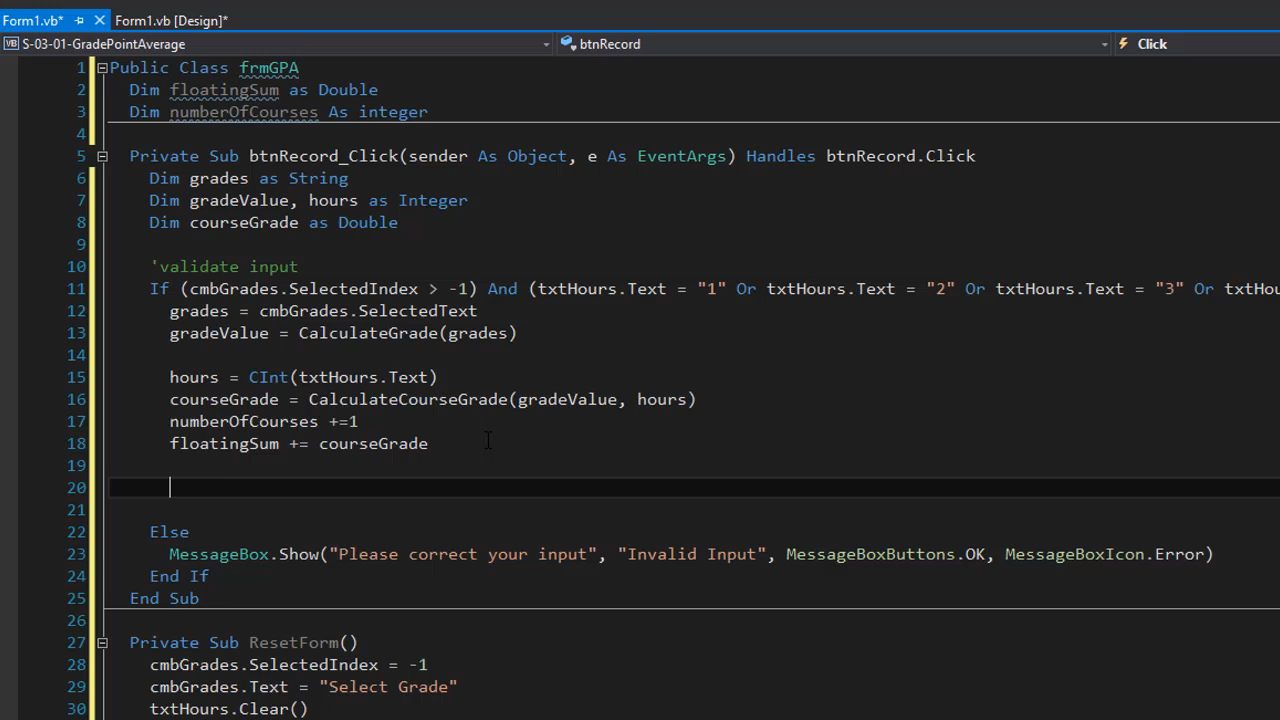 Form1.vb* Form1.vb [Design]*
S-03-01-GradePointAverage btnRecord Click
1 Public Class frmGPA
2 Dim floatingSum as Double
3 Dim numberOfCourses As integer
4
5 Private Sub btnRecord_Click(sender As Object, e As EventArgs) Handles btnRecord.Click
6 Dim grades as String
7 Dim gradeValue, hours as Integer
8 Dim courseGrade as Double
9
10 'validate input
11 If (cmbGrades.SelectedIndex > -1) And (txtHours.Text = "1" Or txtHours.Text = "2" Or txtHours.Text = "3" Or txtHou
12 grades = cmbGrades.SelectedText
13 gradeValue = CalculateGrade(grades)
14
15 hours = CInt(txtHours.Text)
16 courseGrade = CalculateCourseGrade(gradeValue, hours)
17 numberOfCourses +=1
18 floatingSum += courseGrade
19
20
21
22 Else
23 MessageBox.Show("Please correct your input", "Invalid Input", MessageBoxButtons.OK, MessageBoxIcon.Error)
24 End If
25 End Sub
26
27 Private Sub ResetForm()
28 cmbGrades.SelectedIndex = -1
29 cmbGrades.Text = "Select Grade"
30 txtHours.Clear()